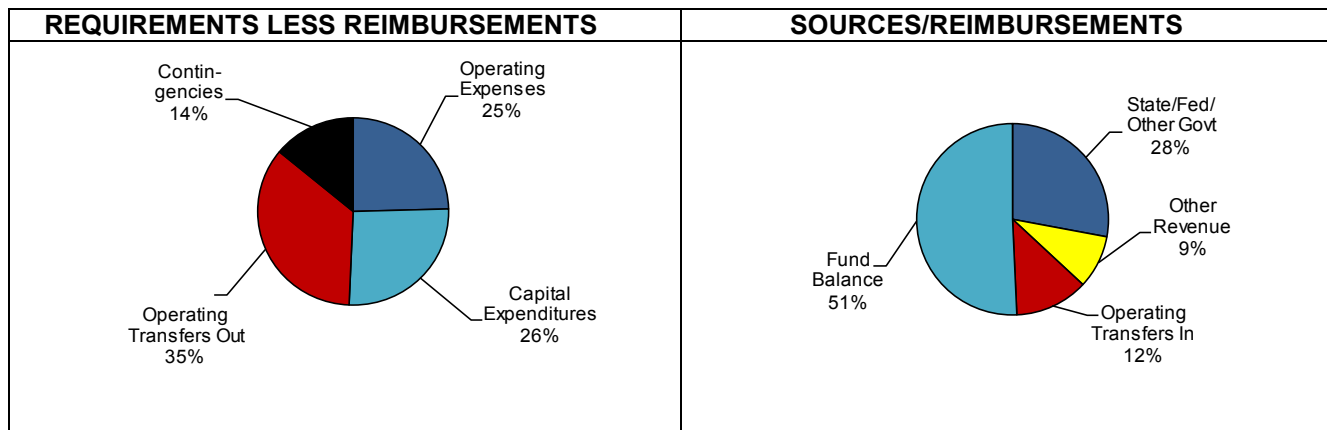 REQUIREMENTS LESS REIMBURSEMENTS
Contin-
gencies
14%
Operating
Expenses
25%
Operating
Transfers Out
35%
Capital
Expenditures
26%
SOURCES/REIMBURSEMENTS
State/Fed/
Other Govt
28%
Other
Revenue
9%
Fund
Balance
51%
Operating
Transfers In
12%